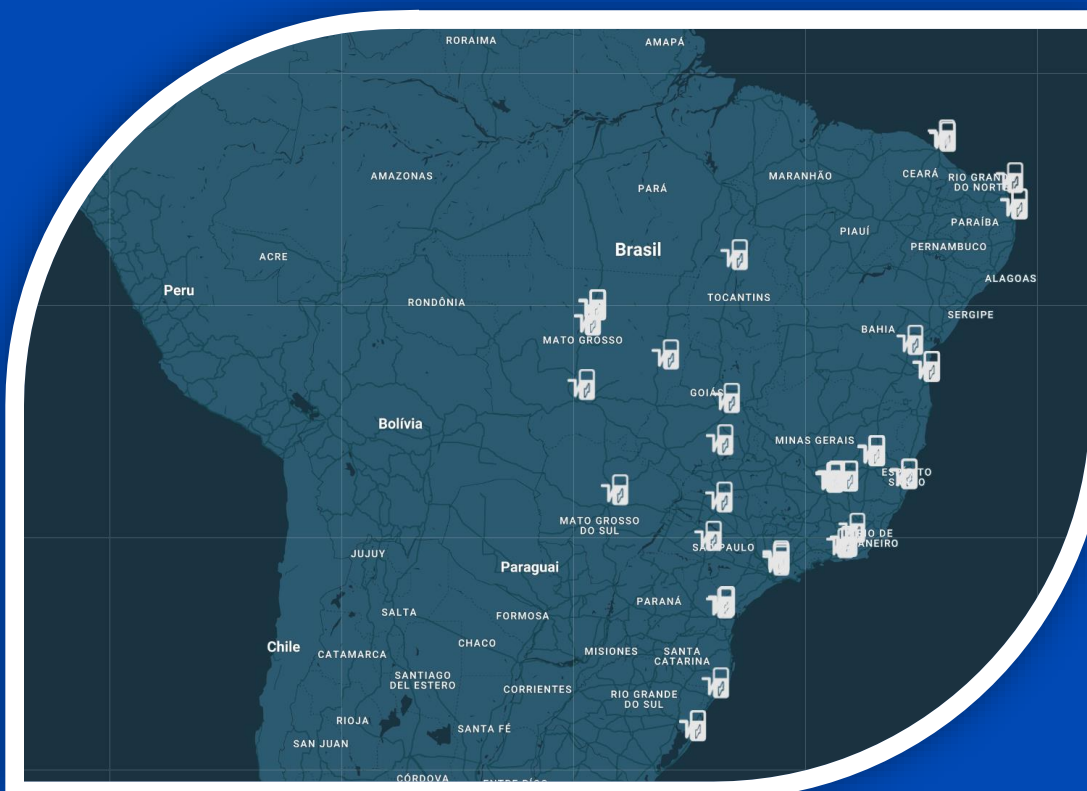 RORAIMA
AMAPÁ
AMAZONAS
PARÁ
MARANHÃO
CEARÁ
RIO GRAND
DO NORTE
PARAÍBA
PIAUÍ
PERNAMBUCO
Brasil
ACRE
ALAGOAS
Peru
TOCANTINS
RONDÔNIA
SERGIPE
BAHIA
MATO GROSSO
GOIÁS
Bolívia
MINAS GERAIS
MATO GROSSO
DO SUL
JUJUY
Paraguai
PARANÁ
SALTA
FORMOSA
CHACO
Chile
CATAMARCA
MISIONES
SANTA
CATARINA
SANTIAGO
DEL ESTERO
CORRIENTES
RIO GRANDE
DO SUL
RIOJA
SANTA FÉ
SAN JUAN
CÓRDOVA